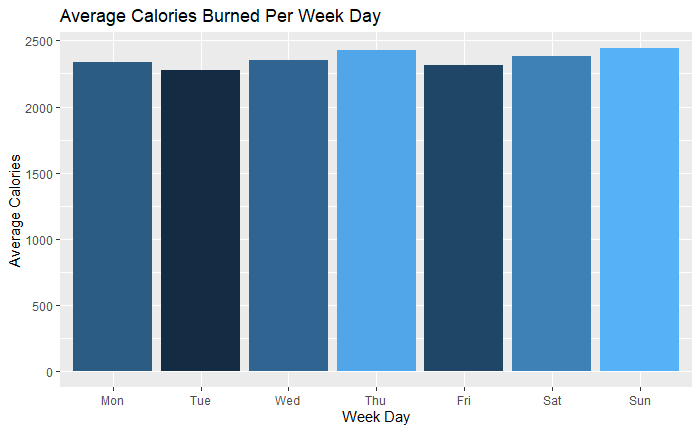 Average Calories Burned Per Week Day
Average Calories
2500
2000
1500
1000
500
0
Mon Tue Wed Thu Fri Sat Sun
Week Day